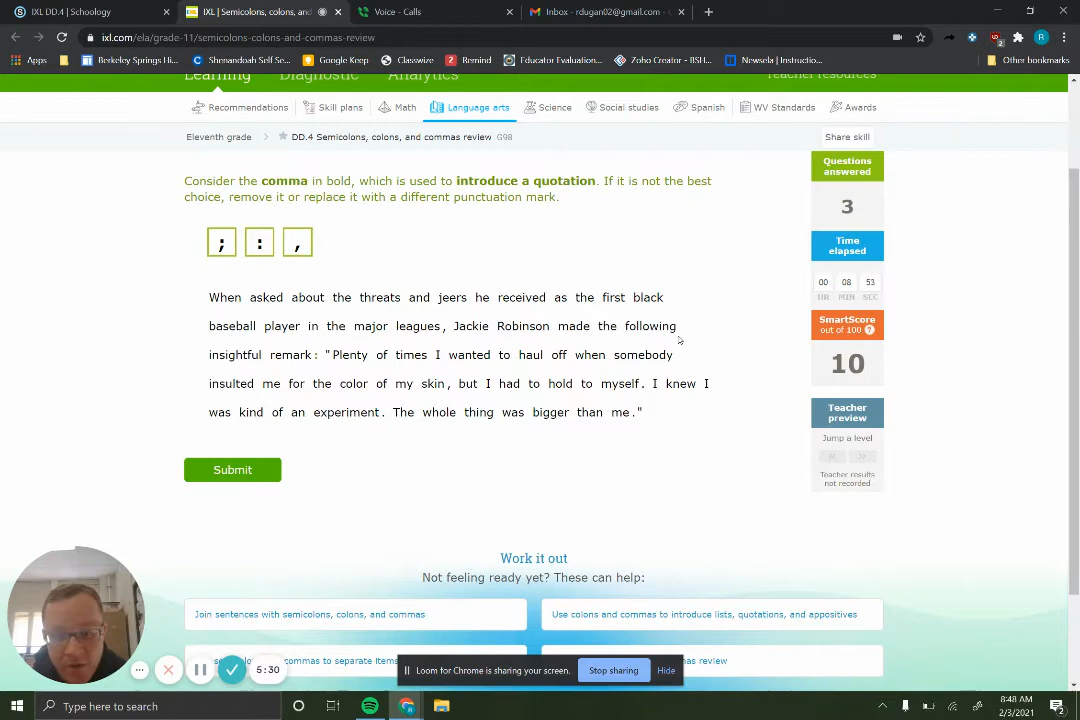 IXL DD.4 | Schoology
IXL | Semicolons, colons, and
Voice - Calls
Inbox - rdugan02@gmail.com -
ixl.com/ela/grade-11/semicolons-colons-and-commas-review
Apps
Berkeley Springs Hi...
Shenandoah Self Se...
Google Keep
Classwize
Remind
Educator Evaluation...
Zoho Creator - BSH...
Newsela | Instructio...
Other bookmarks
Learning
Diagnostic
Analytics
Teacher resources
Recommendations
Skill plans
Math
Language arts
Science
Social studies
Spanish
WV Standards
Awards
Eleventh grade > DD.4 Semicolons, colons, and commas review G98
Share skill
Consider the comma in bold, which is used to introduce a quotation. If it is not the best
choice, remove it or replace it with a different punctuation mark.
; : ,
When asked about the threats and jeers he received as the first black
baseball player in the major leagues, Jackie Robinson made the following
insightful remark: "Plenty of times I wanted to haul off when somebody
insulted me for the color of my skin, but I had to hold to myself. I knew I
was kind of an experiment. The whole thing was bigger than me."
Submit
Questions
answered
3
Time
elapsed
00 08 53
HR MIN SEC
SmartScore
out of 100 ?
10
Teacher
preview
Jump a level
Teacher results
not recorded
Work it out
Not feeling ready yet? These can help:
Join sentences with semicolons, colons, and commas
Use colons and commas to introduce lists, quotations, and appositives
commas to separate items
review
5:30
Loom for Chrome is sharing your screen.
Stop sharing
Hide
Type here to search
8:48 AM
2/3/2021